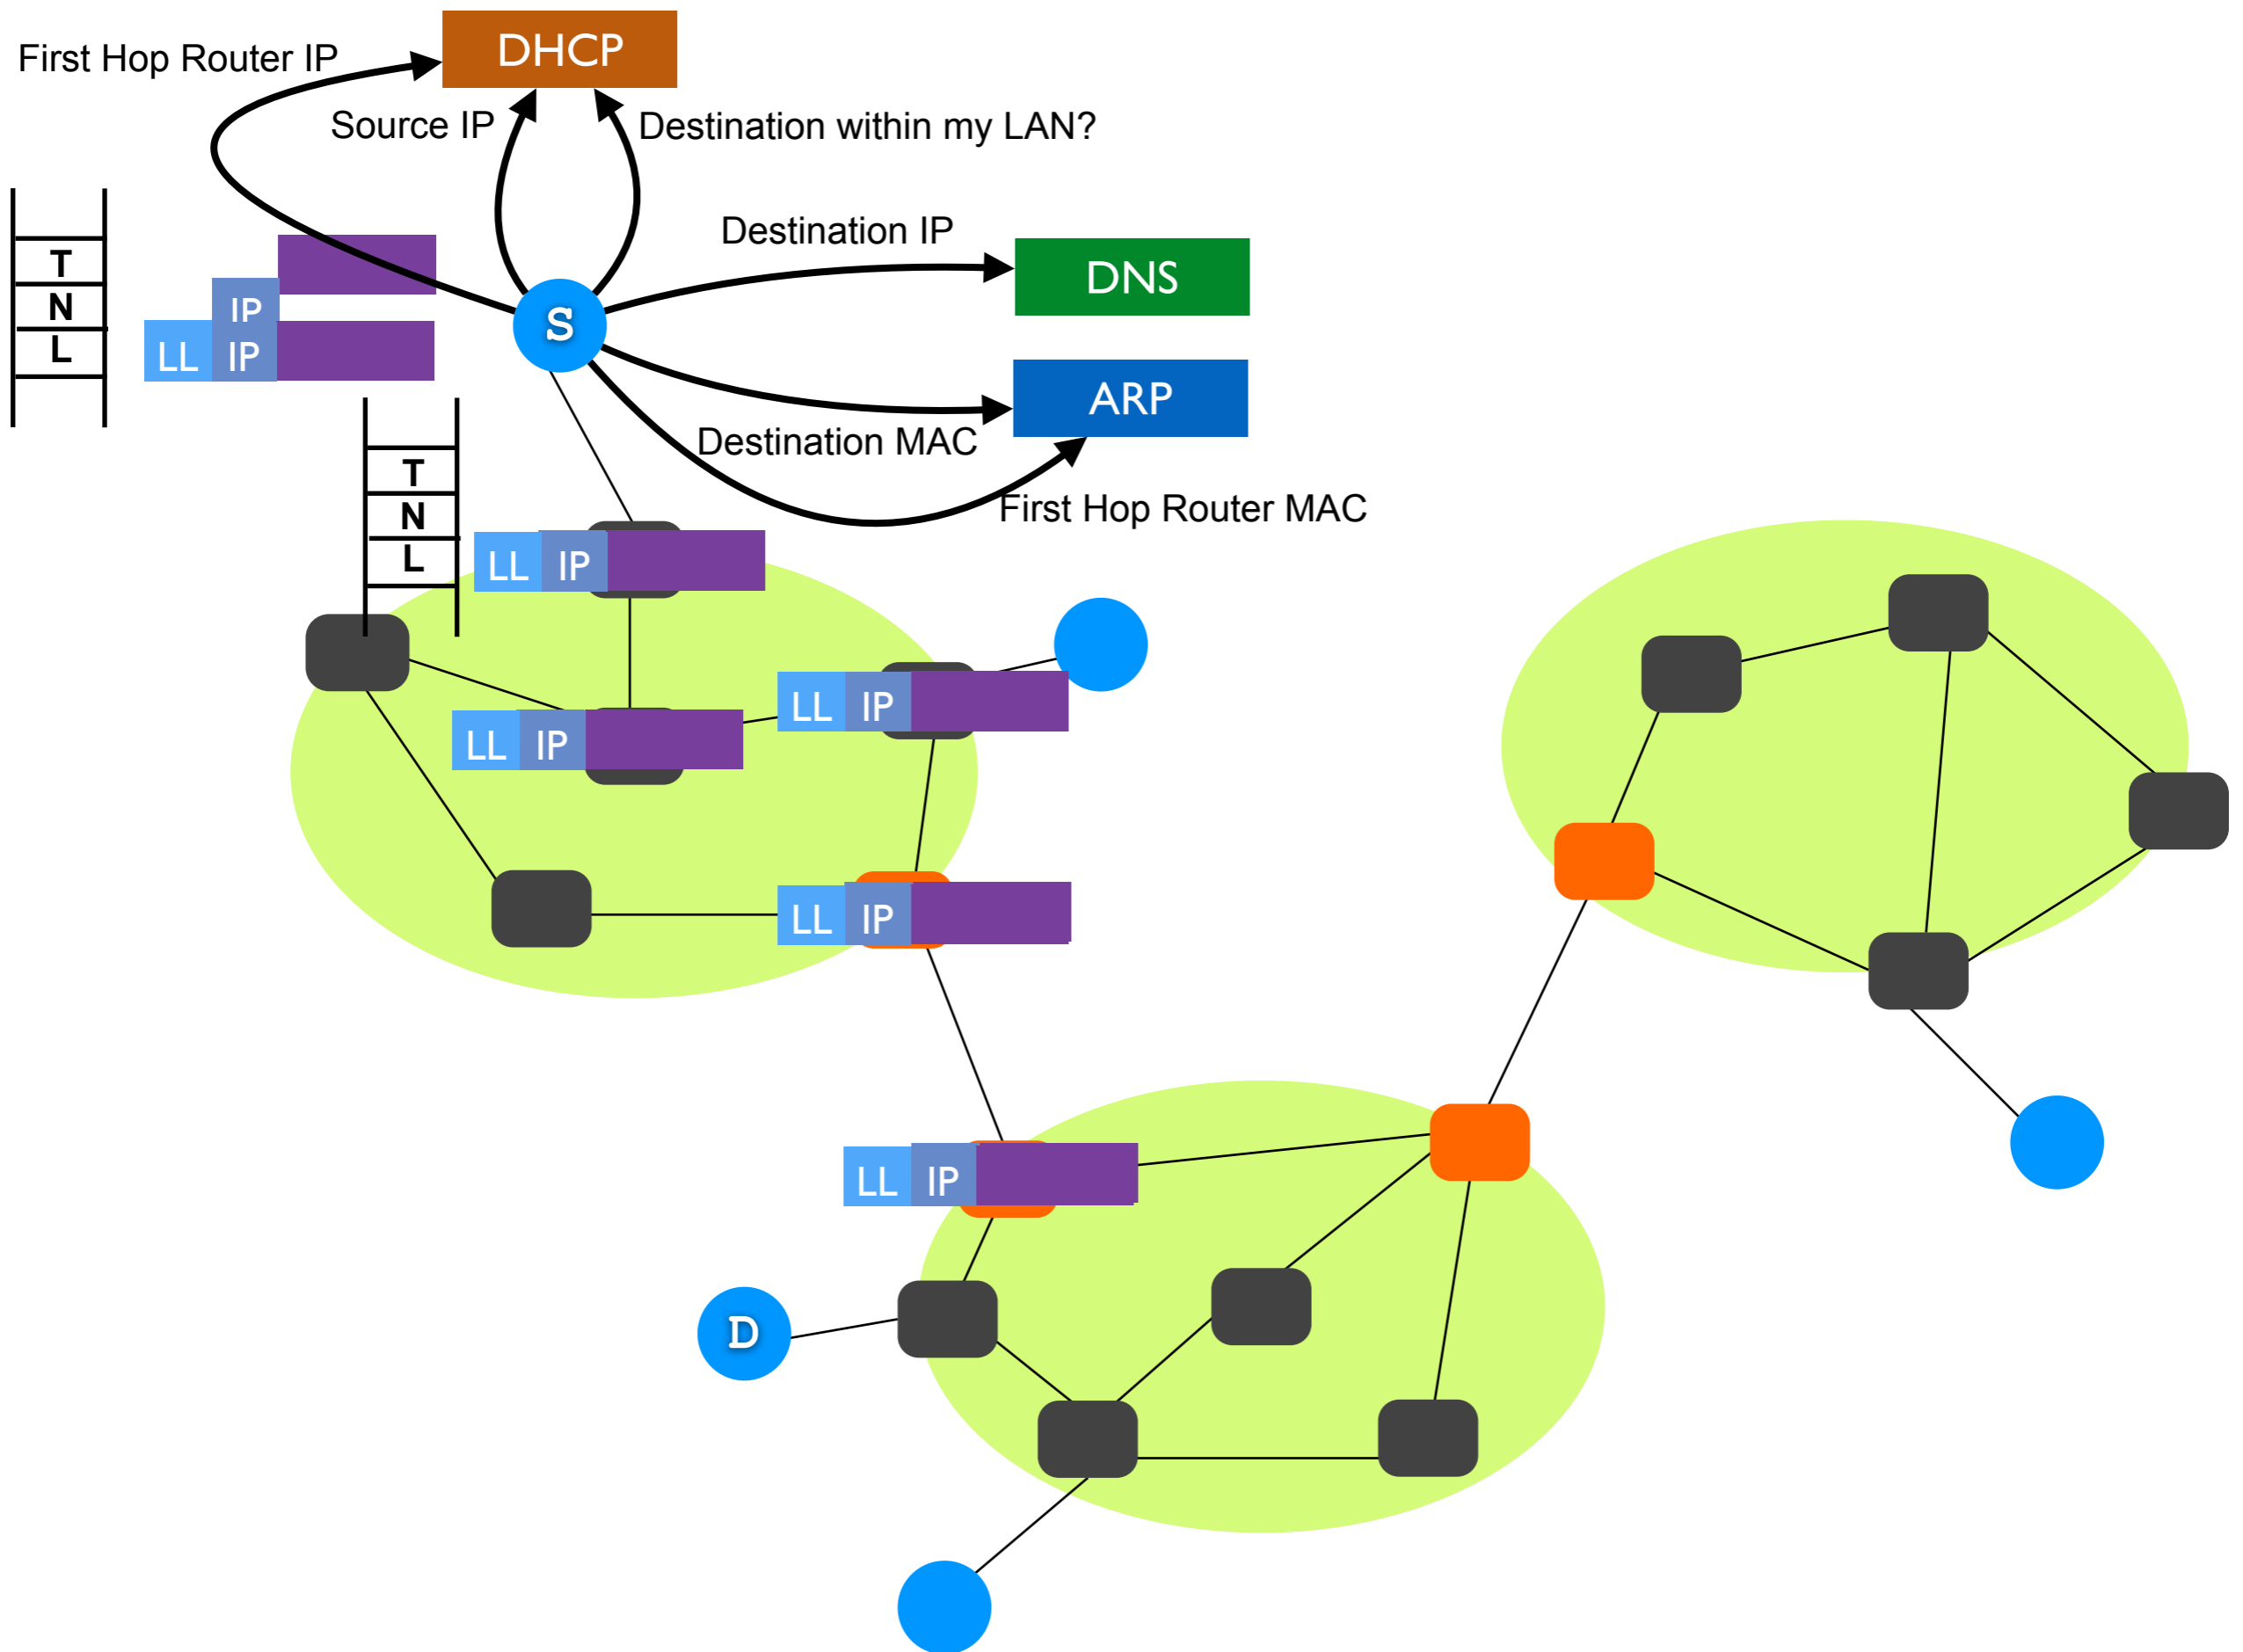 DHCP
First Hop Router IP
Source IP
Destination within my LAN?
Destination IP
DNS
T
N
L
IP
LL IP
S
ARP
Destination MAC
First Hop Router MAC
T
N
L
LL IP
LL IP
LL IP
LL IP
LL IP
D